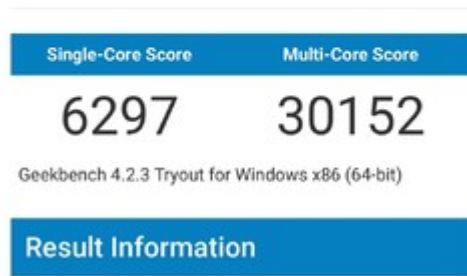 Single-Core Score Multi-Core Score
6297 30152
Geekbench 4.2.3 Tryout for Windows x86 (64-bit)
Result Information